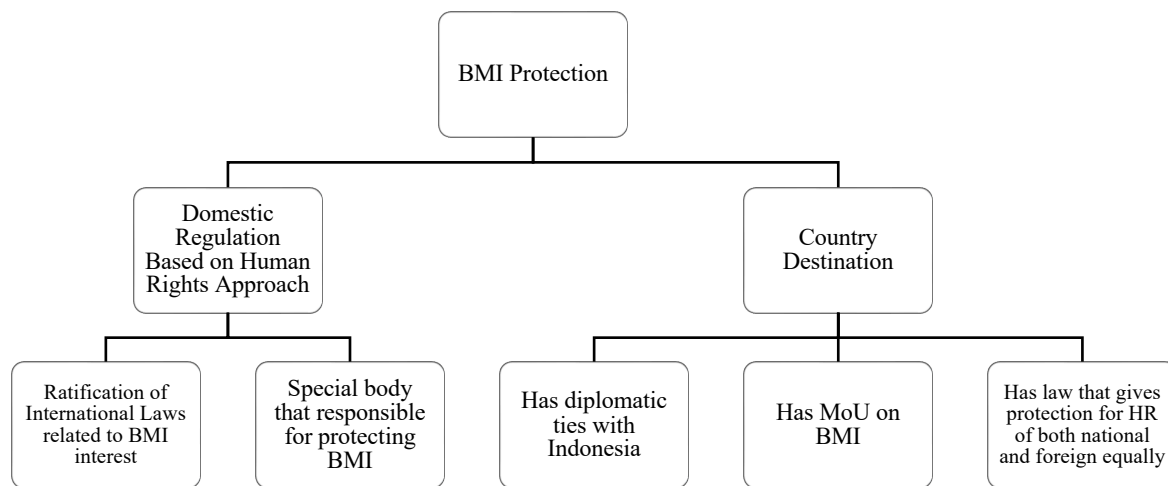 BMI Protection
Domestic
Regulation
Based on Human
Rights Approach
Country
Destination
Ratification of
International Laws
related to BMI
interest
Special body
that responsible
for protecting
BMI
Has diplomatic
ties with
Indonesia
Has MoU on
BMI
Has law that gives
protection for HR
of both national
and foreign equally